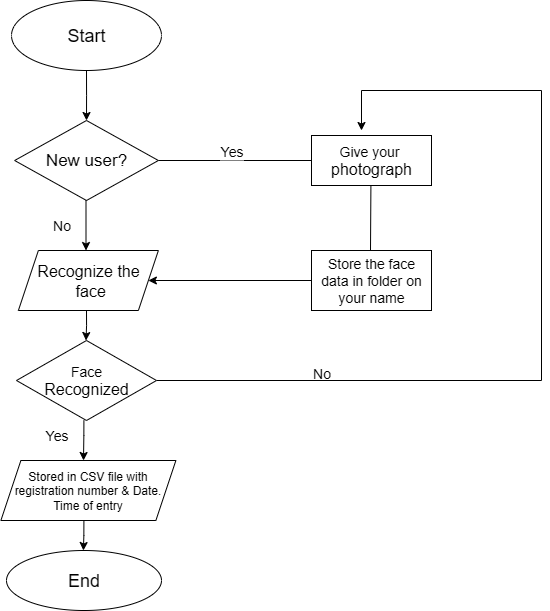 Start
New user?
Yes
Give your
photograph
No
Recognize the
face
Store the face
data in folder on
your name
Face
Recognized
No
Yes
Stored in CSV file with
registration number & Date.
Time of entry
End